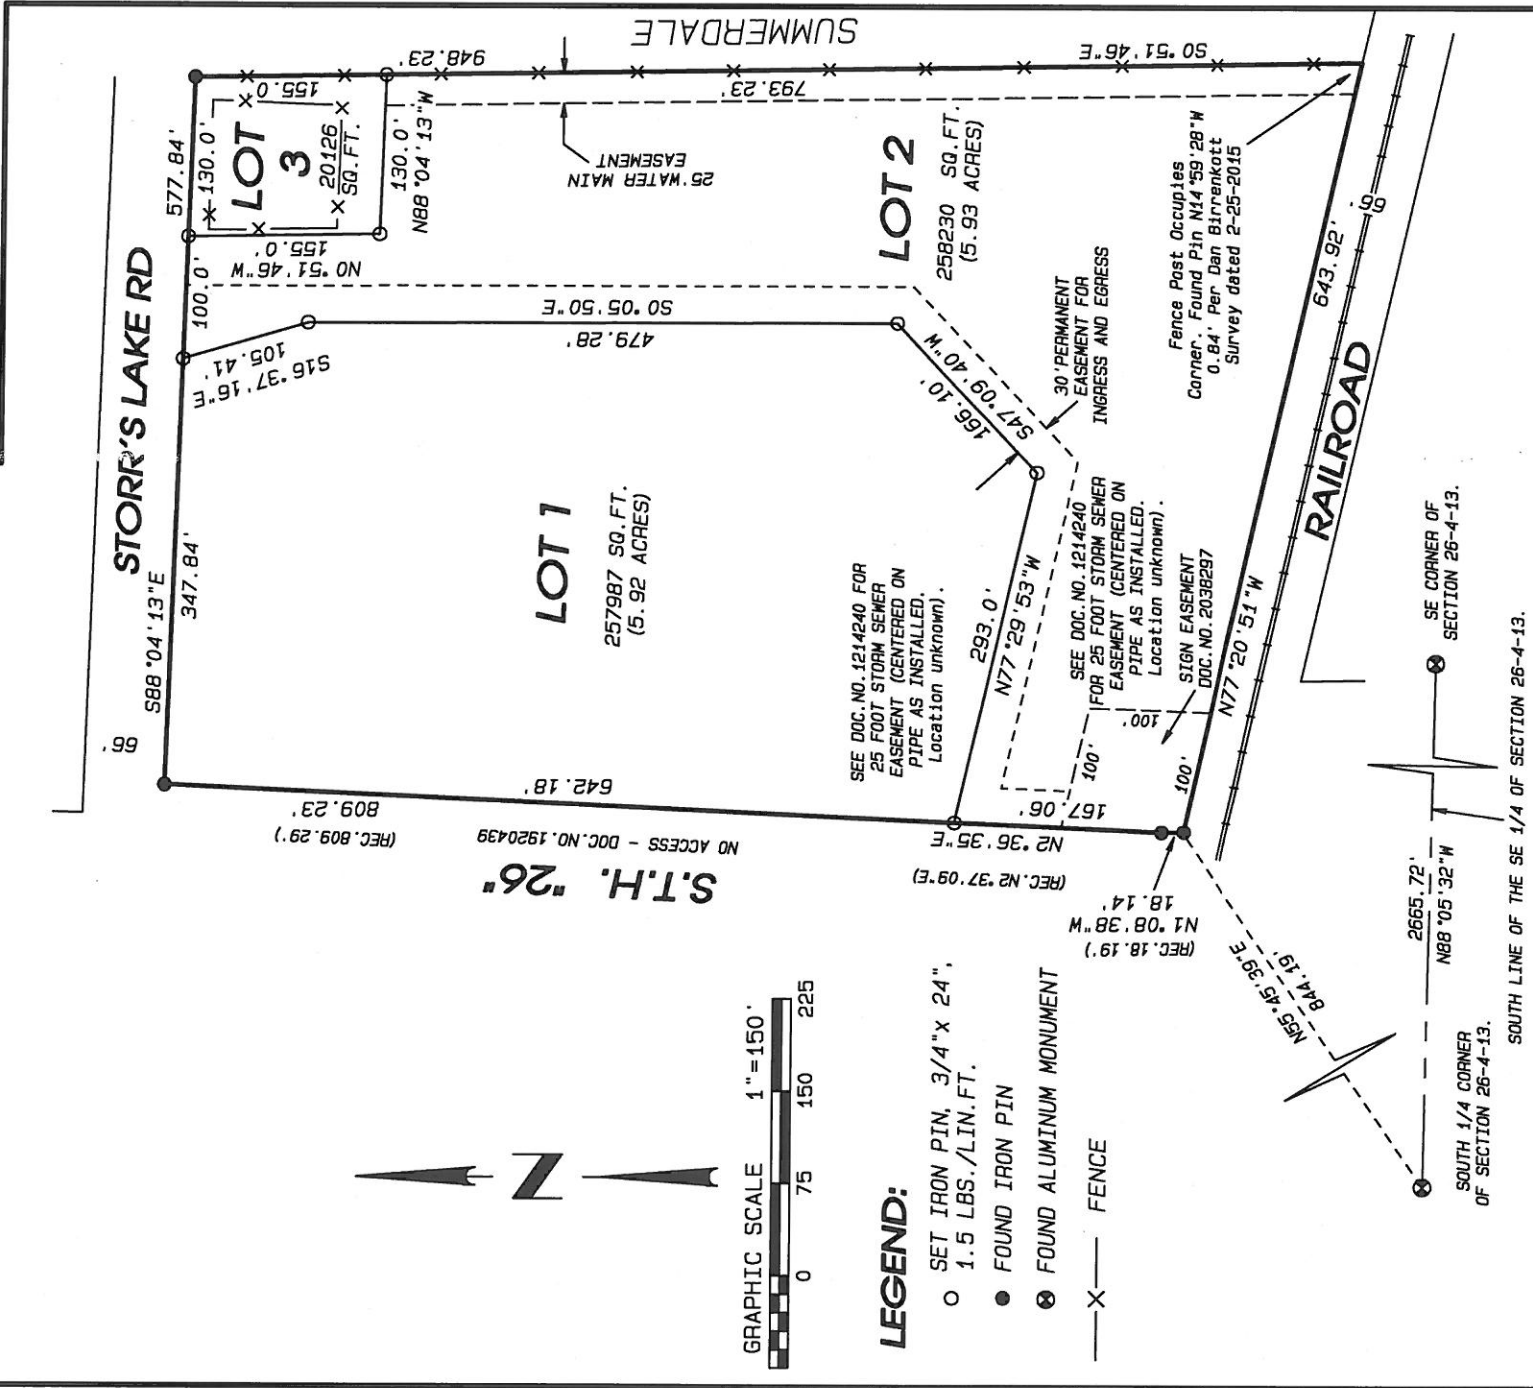 STORR'S LAKE RD
66'
S88°04'13"E
347.84'
100.0'
577.84'
130.0'
S16°37'16"E
105.41'
N0°51'46"W
155.0'
LOT
3
20126
SQ.FT.
155.0'
130.0'
N88°04'13"W
948.23'
SUMMERDALE
793.23'
S0°51'46"E
25'WATER MAIN
EASEMENT
LOT 2
258230 SQ.FT.
(5.93 ACRES)
S0°05'50"E
479.28'
LOT 1
257987 SQ.FT.
(5.92 ACRES)
S47°09'40"W
166.10'
30'PERMANENT
EASEMENT FOR
INGRESS AND EGRESS
Fence Post Occupies
Corner. Found Pin N14°59'28"W
0.84' Per Dan Birrenkott
Survey dated 2-25-2015
66'
643.92'
N77°20'51"W
RAILROAD
SEE DOC.NO.1214240 FOR
25 FOOT STORM SEWER
EASEMENT (CENTERED ON
PIPE AS INSTALLED.
Location unknown).
293.0'
N77°29'53"W
SEE DOC.NO.1214240
FOR 25 FOOT STORM SEWER
EASEMENT (CENTERED ON
PIPE AS INSTALLED.
Location unknown).
SIGN EASEMENT
DOC.NO.2038297
100'
100'
100'
642.18'
809.23'
(REC.809.29')
NO ACCESS - DOC.NO.1920439
S.T.H. "26"
167.06'
N2°36'35"E
(REC.N2°37'09"E)
18.14'
N1°08'38"W
(REC.18.19')
N55°45'39"E
844.19'
SE CORNER OF
SECTION 26-4-13.
2665.72'
N88°05'32"W
SOUTH LINE OF THE SE 1/4 OF SECTION 26-4-13.
SOUTH 1/4 CORNER
OF SECTION 26-4-13.
N
GRAPHIC SCALE 1"=150'
0 75 150 225
LEGEND:
SET IRON PIN, 3/4"x 24",
1.5 LBS./LIN.FT.
FOUND IRON PIN
FOUND ALUMINUM MONUMENT
FENCE